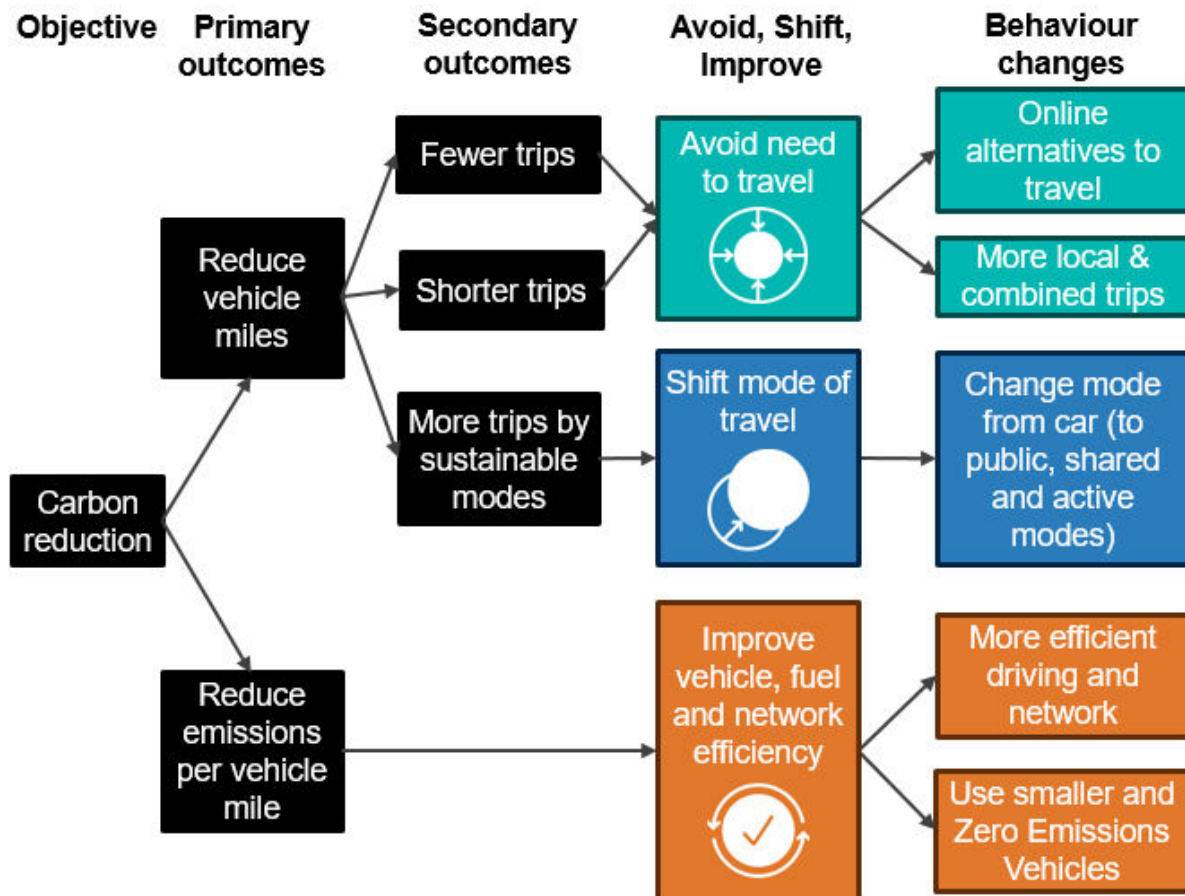 Objective
Primary
outcomes
Secondary
outcomes
Avoid, Shift,
Improve
Behaviour
changes
Carbon
reduction
Reduce
vehicle
miles
Reduce
emissions
per vehicle
mile
Fewer trips
Shorter trips
More trips by
sustainable
modes
Avoid need
to travel
Shift mode of
travel
Improve
vehicle, fuel
and network
efficiency
Online
alternatives to
travel
More local &
combined trips
Change mode
from car (to
public, shared
and active
modes)
More efficient
driving and
network
Use smaller and
Zero Emissions
Vehicles